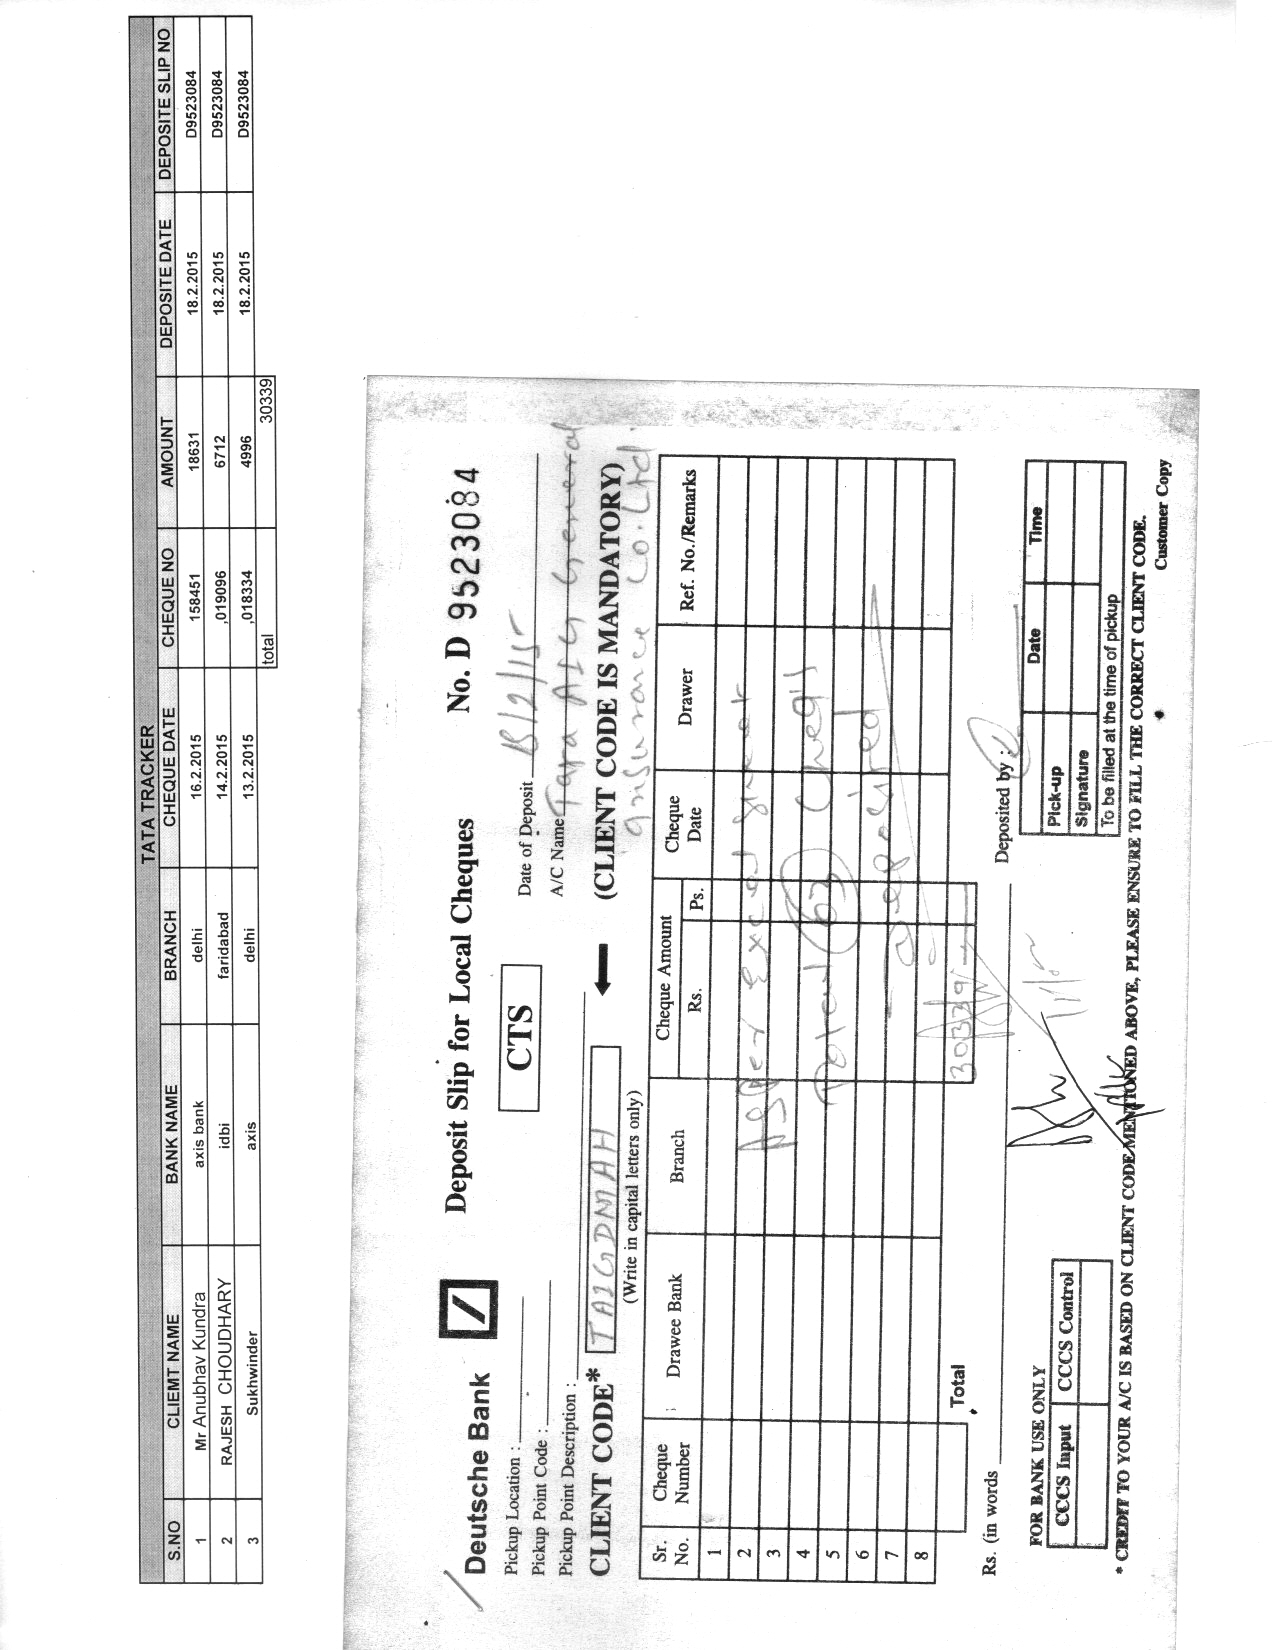 TATA TRACKER
S.NO CLIEMT NAME BANK NAME BRANCH CHEQUE DATE CHEQUE NO AMOUNT DEPOSITE DATE DEPOSITE SLIP NO
1 Mr Anubhav Kundra axis bank delhi 16.2.2015 158451 18631 18.2.2015 D9523084
2 RAJESH CHOUDHARY idbi faridabad 14.2.2015 ,019096 6712 18.2.2015 D9523084
3 Sukhwinder axis delhi 13.2.2015 ,018334 4996 18.2.2015 D9523084
total 30339
Deutsche Bank Deposit Slip for Local Cheques No. D 9523084
Pickup Location : CTS Date of Deposit 18/2/15
Pickup Point Code : A/C Name Tata AIG General
Pickup Point Description : Insurance Co. Ltd.
CLIENT CODE* TAIGDMAH (CLIENT CODE IS MANDATORY)
(Write in capital letters only)
Sr. No. Cheque Number Drawee Bank Branch Cheque Amount Rs. Ps. Cheque Date Drawer Ref. No./Remarks
1
2 As per Excel sheet
3
4 Total 03 Cheq's
5
6 deposited
7
8
Total 30339/-
Rs. (in words Deposited by :
FOR BANK USE ONLY
CCCS Input CCCS Control
Pick-up Date Time
Signature
To be filled at the time of pickup
* CREDIT TO YOUR A/C IS BASED ON CLIENT CODE MENTIONED ABOVE, PLEASE ENSURE TO FILL THE CORRECT CLIENT CODE.
Customer Copy